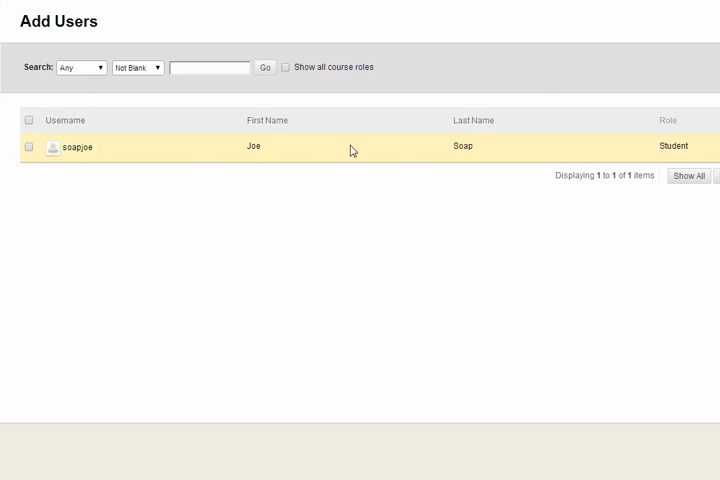 Add Users
Search: Any Not Blank Go Show all course roles
Username First Name Last Name Role
soapjoe Joe Soap Student
Displaying 1 to 1 of 1 items Show All